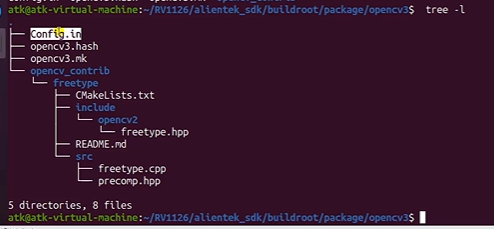 atk@atk-virtual-machine:~/RV1126/alientek_sdk/buildroot/package/opencv3$ tree -l
.
├── Config.in
├── opencv3.hash
├── opencv3.mk
└── opencv_contrib
    └── freetype
        ├── CMakeLists.txt
        ├── include
        │   └── opencv2
        │       └── freetype.hpp
        ├── README.md
        └── src
            ├── freetype.cpp
            └── precomp.hpp
5 directories, 8 files
atk@atk-virtual-machine:~/RV1126/alientek_sdk/buildroot/package/opencv3$